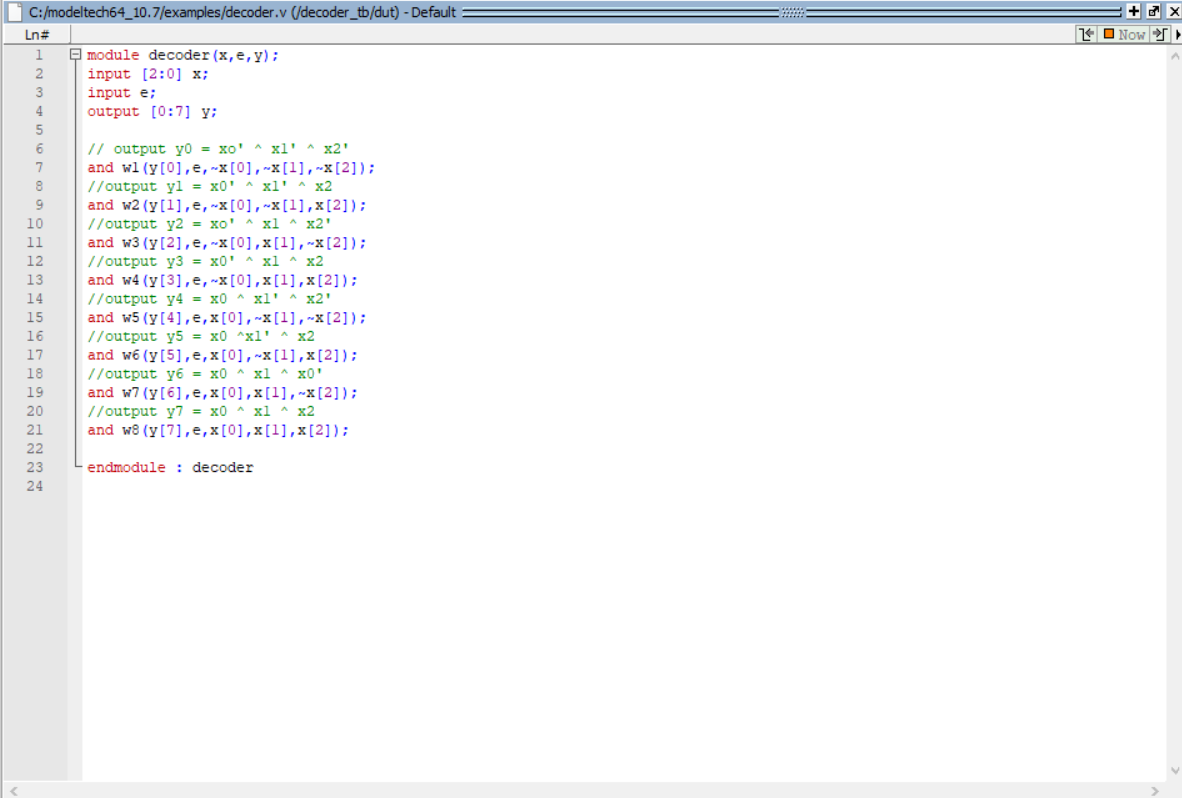 C:/modeltech64_10.7/examples/decoder.v (/decoder_tb/dut) - Default
Ln#
Now
1 module decoder(x,e,y);
2 input [2:0] x;
3 input e;
4 output [0:7] y;
5
6 // output y0 = xo' ^ x1' ^ x2'
7 and w1(y[0],e,~x[0],~x[1],~x[2]);
8 //output y1 = x0' ^ x1' ^ x2
9 and w2(y[1],e,~x[0],~x[1],x[2]);
10 //output y2 = xo' ^ x1 ^ x2'
11 and w3(y[2],e,~x[0],x[1],~x[2]);
12 //output y3 = x0' ^ x1 ^ x2
13 and w4(y[3],e,~x[0],x[1],x[2]);
14 //output y4 = x0 ^ x1' ^ x2'
15 and w5(y[4],e,x[0],~x[1],~x[2]);
16 //output y5 = x0 ^x1' ^ x2
17 and w6(y[5],e,x[0],~x[1],x[2]);
18 //output y6 = x0 ^ x1 ^ x0'
19 and w7(y[6],e,x[0],x[1],~x[2]);
20 //output y7 = x0 ^ x1 ^ x2
21 and w8(y[7],e,x[0],x[1],x[2]);
22
23 endmodule : decoder
24